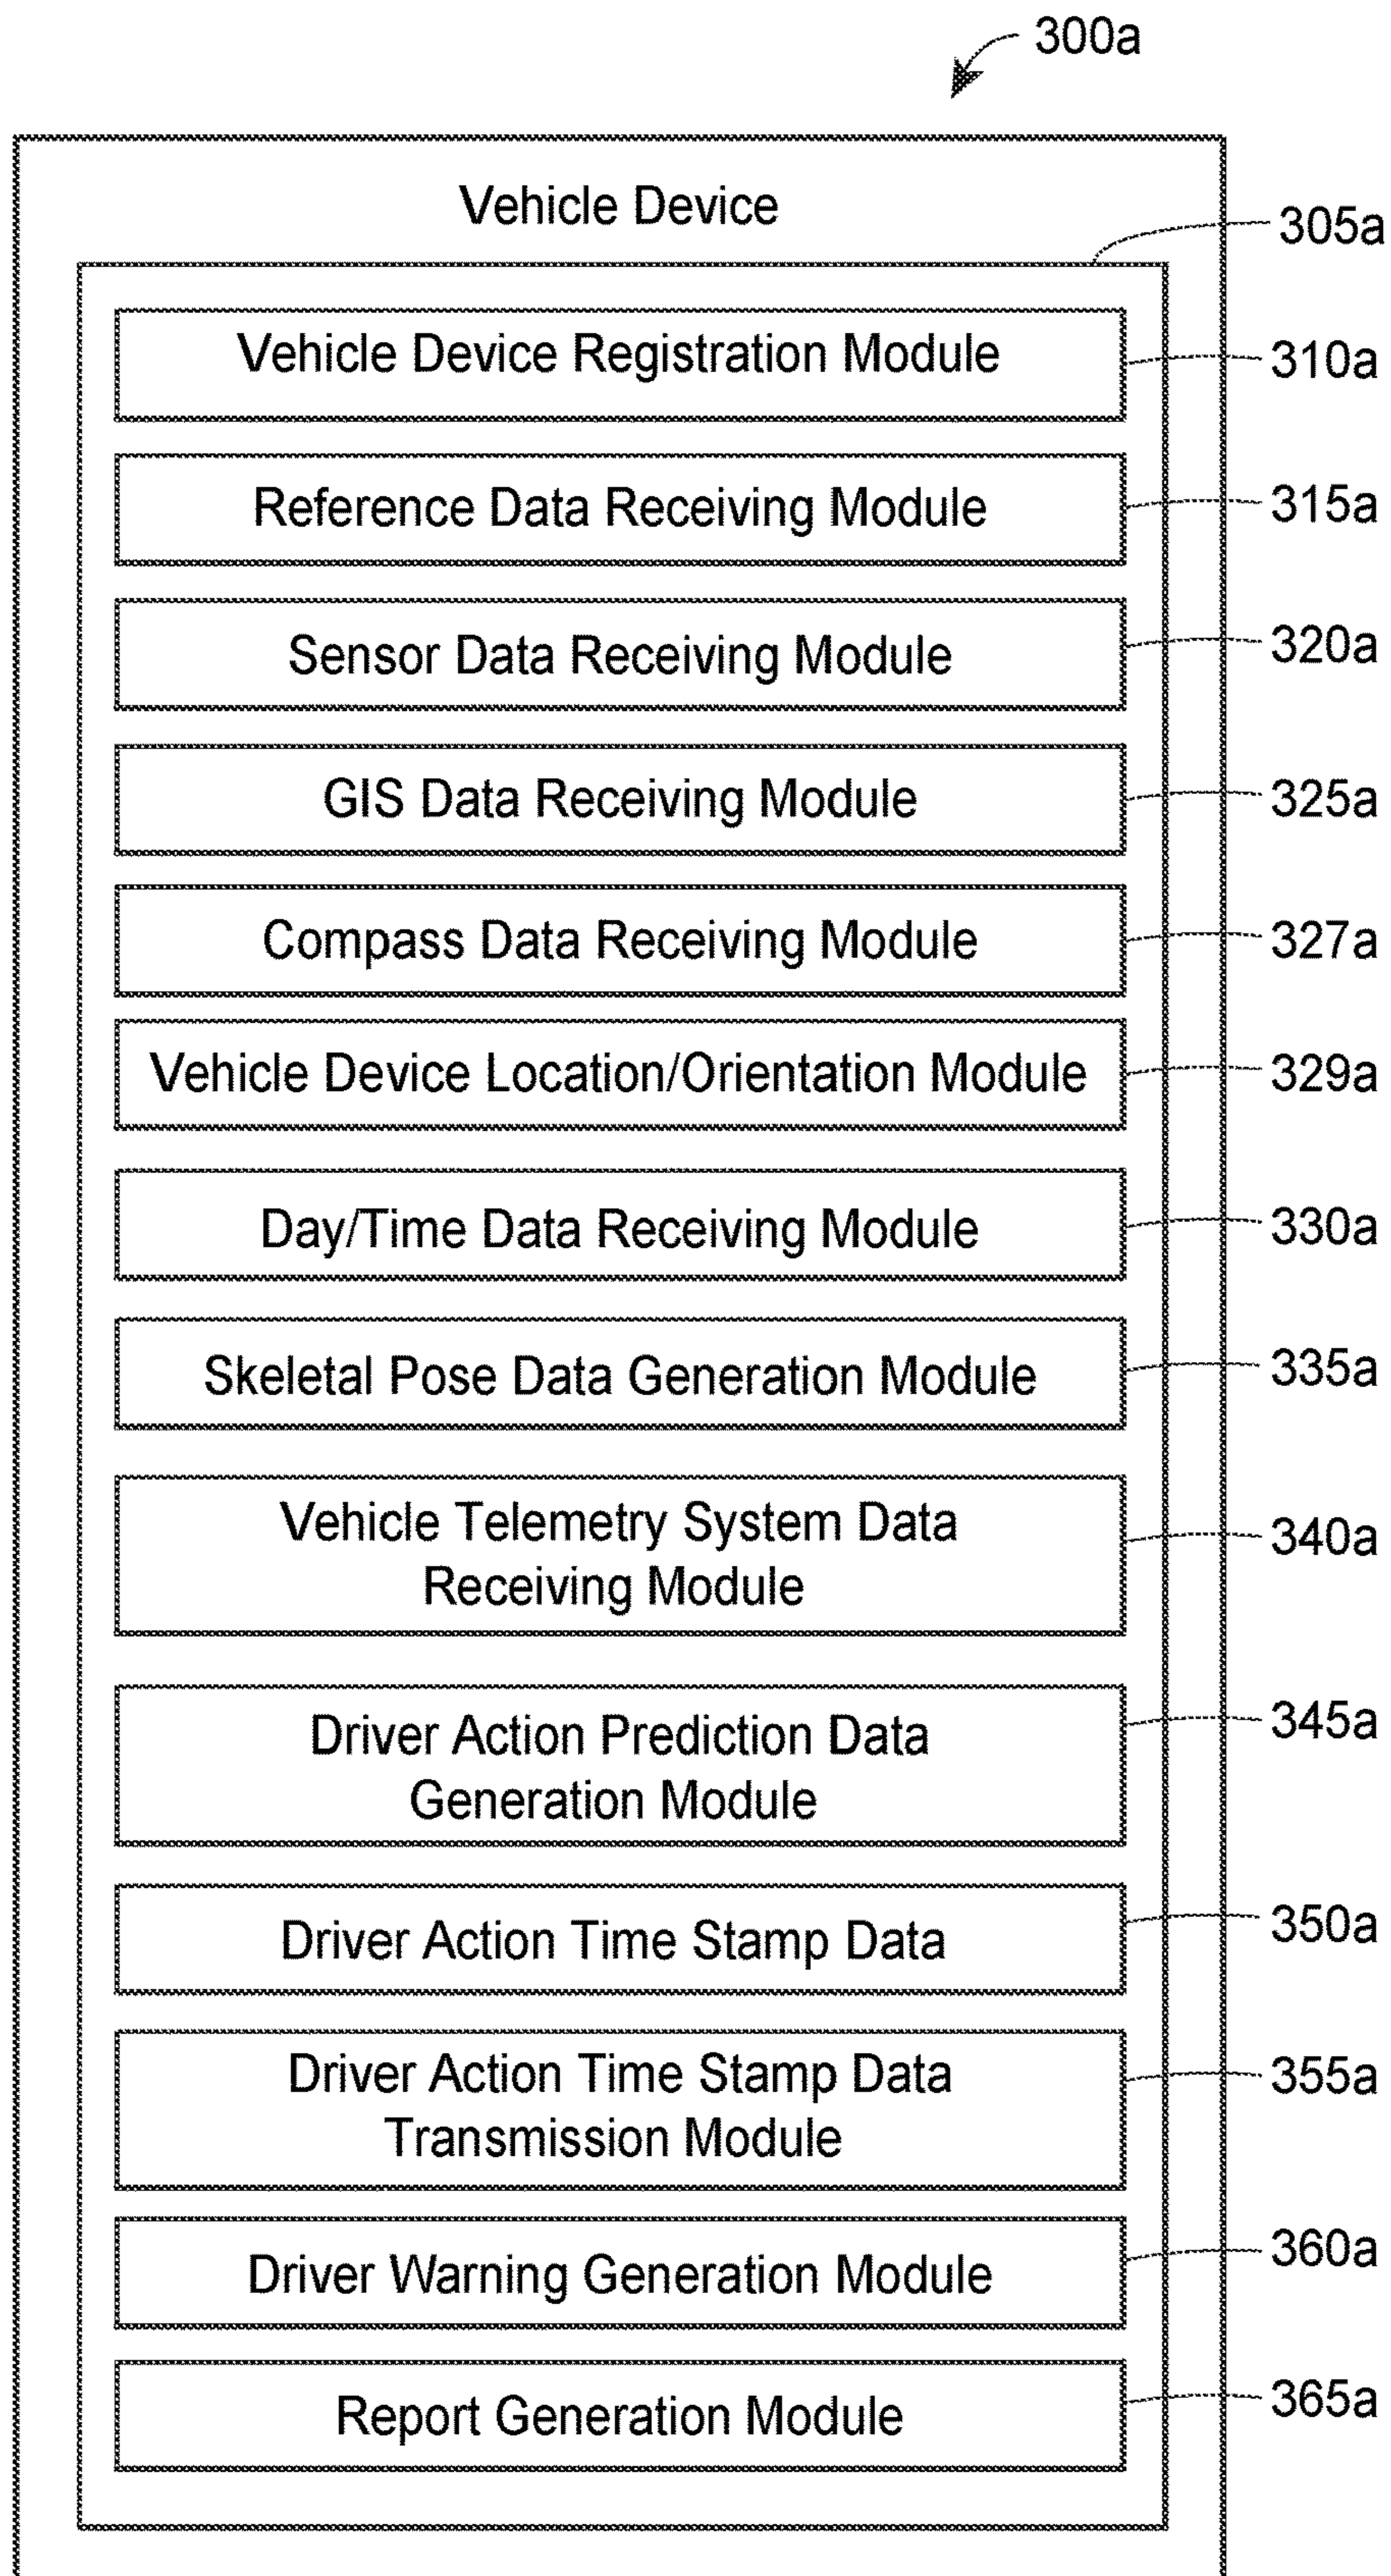 300a
Vehicle Device
305a
Vehicle Device Registration Module
310a
Reference Data Receiving Module
315a
Sensor Data Receiving Module
320a
GIS Data Receiving Module
325a
Compass Data Receiving Module
327a
Vehicle Device Location/Orientation Module
329a
Day/Time Data Receiving Module
330a
Skeletal Pose Data Generation Module
335a
Vehicle Telemetry System Data
Receiving Module
340a
Driver Action Prediction Data
Generation Module
345a
Driver Action Time Stamp Data
350a
Driver Action Time Stamp Data
Transmission Module
355a
Driver Warning Generation Module
360a
Report Generation Module
365a